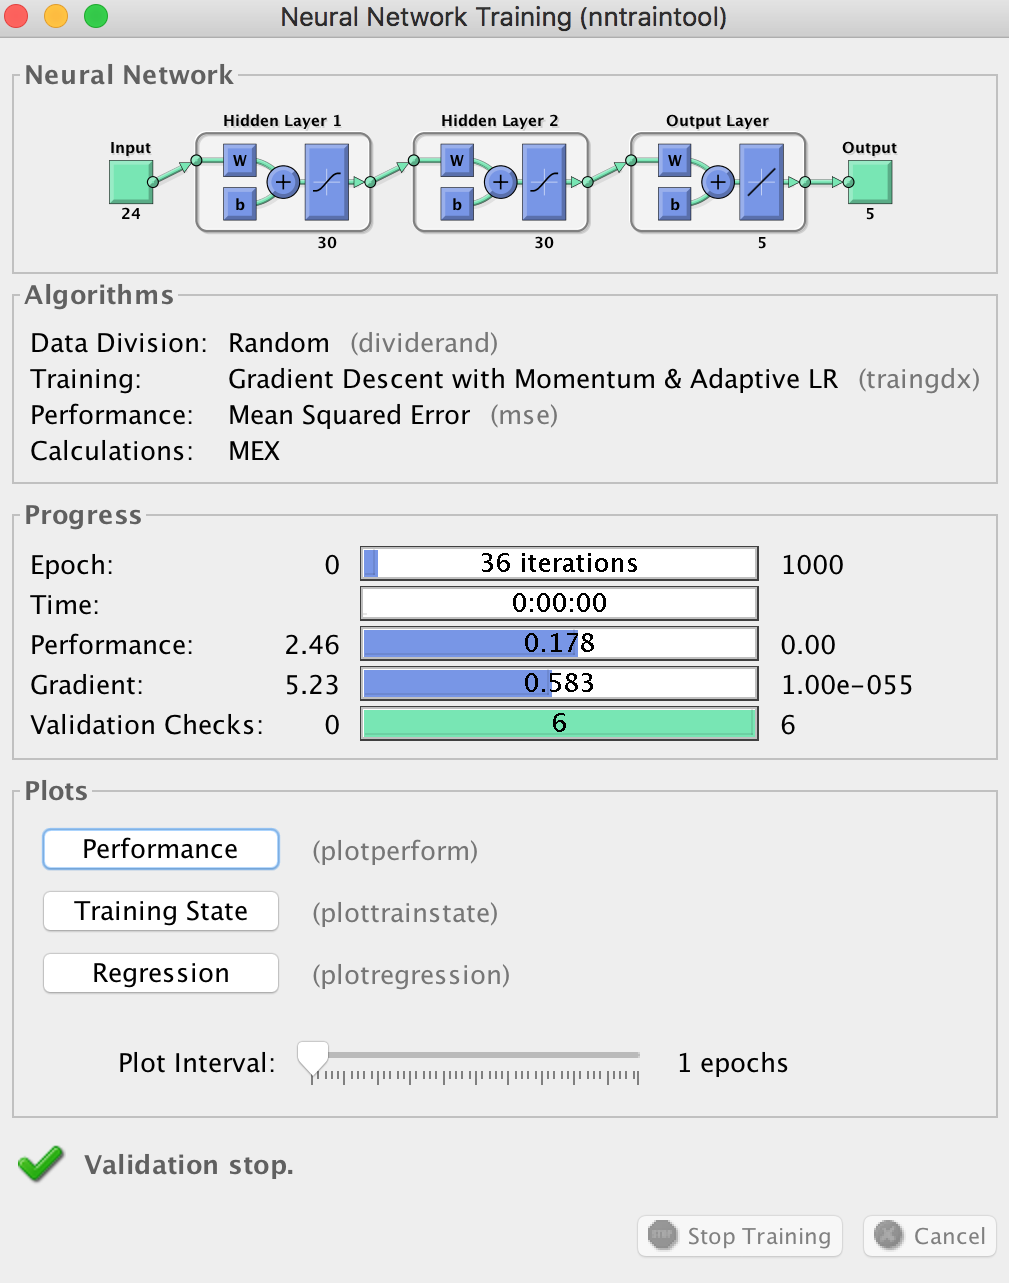 Neural Network Training (nntraintool)
Neural Network
Hidden Layer 1 Hidden Layer 2 Output Layer
Input Output
W W W
+ + +
b b b
24 5
30 30 5
Algorithms
Data Division: Random (dividerand)
Training: Gradient Descent with Momentum & Adaptive LR (traingdx)
Performance: Mean Squared Error (mse)
Calculations: MEX
Progress
Epoch: 0 36 iterations 1000
Time: 0:00:00
Performance: 2.46 0.178 0.00
Gradient: 5.23 0.583 1.00e-055
Validation Checks: 0 6 6
Plots
Performance (plotperform)
Training State (plottrainstate)
Regression (plotregression)
Plot Interval: 1 epochs
Validation stop.
STOP Stop Training Cancel